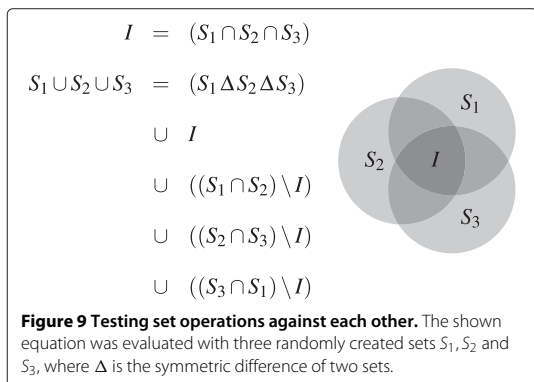 I = (S₁ ∩ S₂ ∩ S₃)
S₁ ∪ S₂ ∪ S₃ = (S₁ Δ S₂ Δ S₃)
∪ I
∪ ((S₁ ∩ S₂) \ I)
∪ ((S₂ ∩ S₃) \ I)
∪ ((S₃ ∩ S₁) \ I)
S₁
S₂
I
S₃
Figure 9 Testing set operations against each other. The shown
equation was evaluated with three randomly created sets S₁, S₂ and
S₃, where Δ is the symmetric difference of two sets.